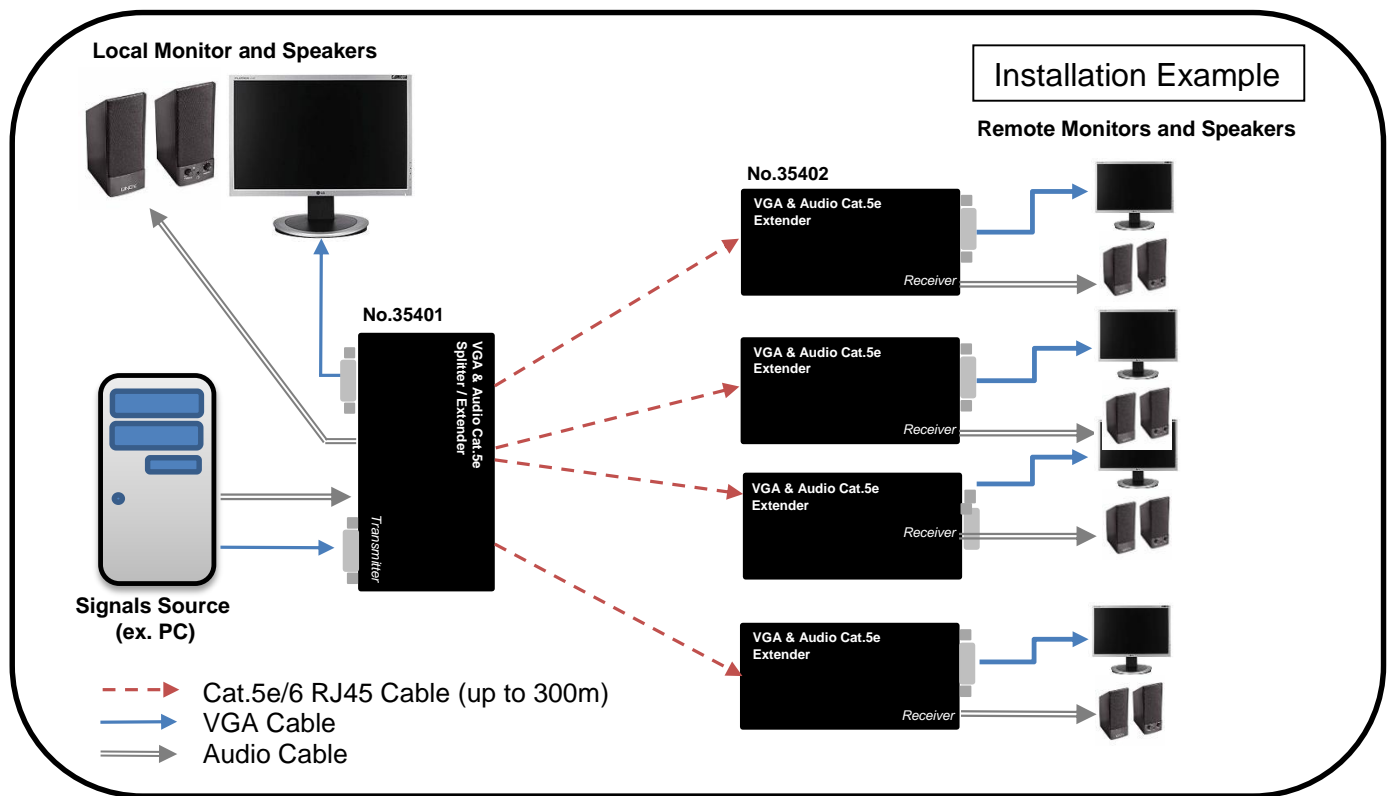 Local Monitor and Speakers
Installation Example
Remote Monitors and Speakers
No.35402
VGA & Audio Cat.5e
Extender
Receiver
No.35401
VGA & Audio Cat.5e
Splitter / Extender
Transmitter
VGA & Audio Cat.5e
Extender
Receiver
VGA & Audio Cat.5e
Extender
Receiver
VGA & Audio Cat.5e
Extender
Receiver
Signals Source
(ex. PC)
Cat.5e/6 RJ45 Cable (up to 300m)
VGA Cable
Audio Cable